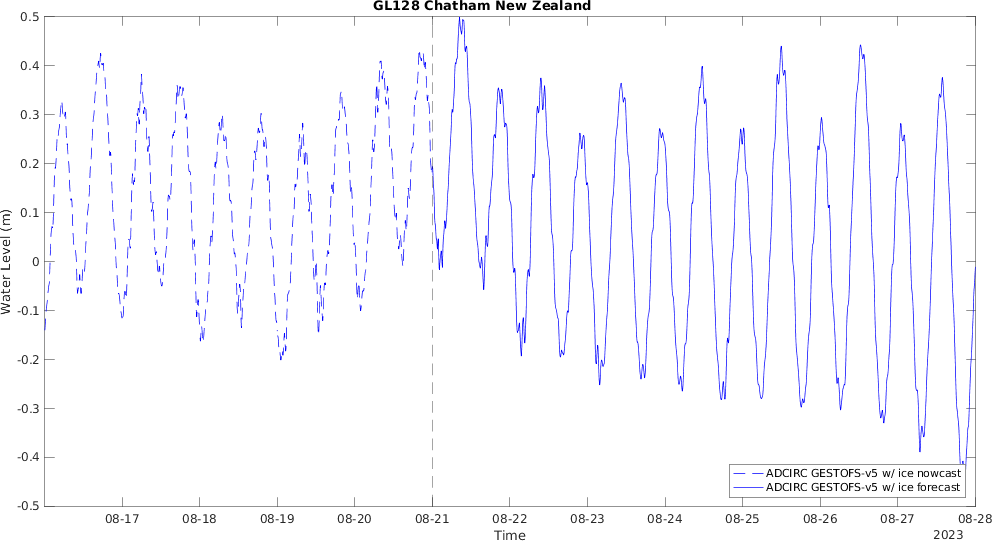 GL128 Chatham New Zealand
0.5
0.4
0.3
0.2
0.1
0
-0.1
-0.2
-0.3
-0.4
-0.5
Water Level (m)
ADCIRC GESTOFS-v5 w/ ice nowcast
ADCIRC GESTOFS-v5 w/ ice forecast
08-17 08-18 08-19 08-20 08-21 08-22 08-23 08-24 08-25 08-26 08-27 08-28
Time
2023